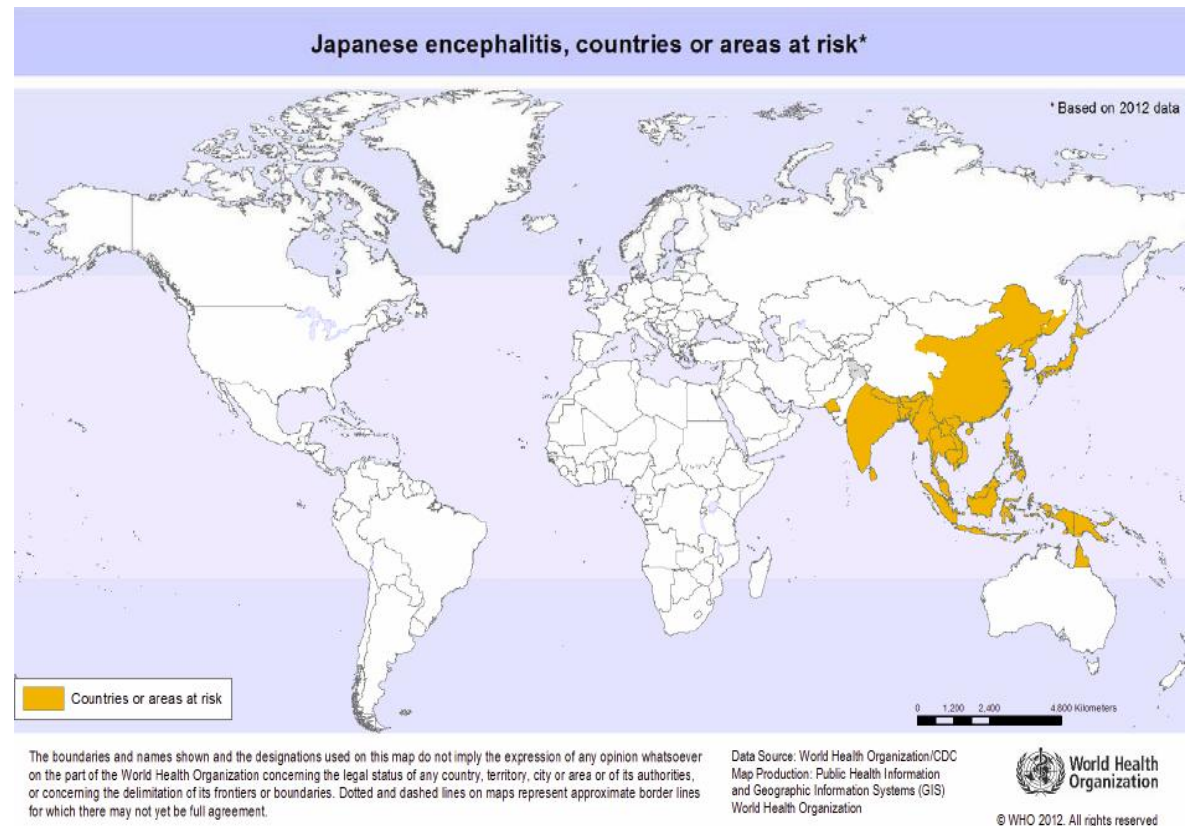 Japanese encephalitis, countries or areas at risk*
* Based on 2012 data
Countries or areas at risk
0 1,200 2,400 4,800 Kilometers
The boundaries and names shown and the designations used on this map do not imply the expression of any opinion whatsoever
on the part of the World Health Organization concerning the legal status of any country, territory, city or area or of its authorities,
or concerning the delimitation of its frontiers or boundaries. Dotted and dashed lines on maps represent approximate border lines
for which there may not yet be full agreement.
Data Source: World Health Organization/CDC
Map Production: Public Health Information
and Geographic Information Systems (GIS)
World Health Organization
World Health
Organization
© WHO 2012. All rights reserved